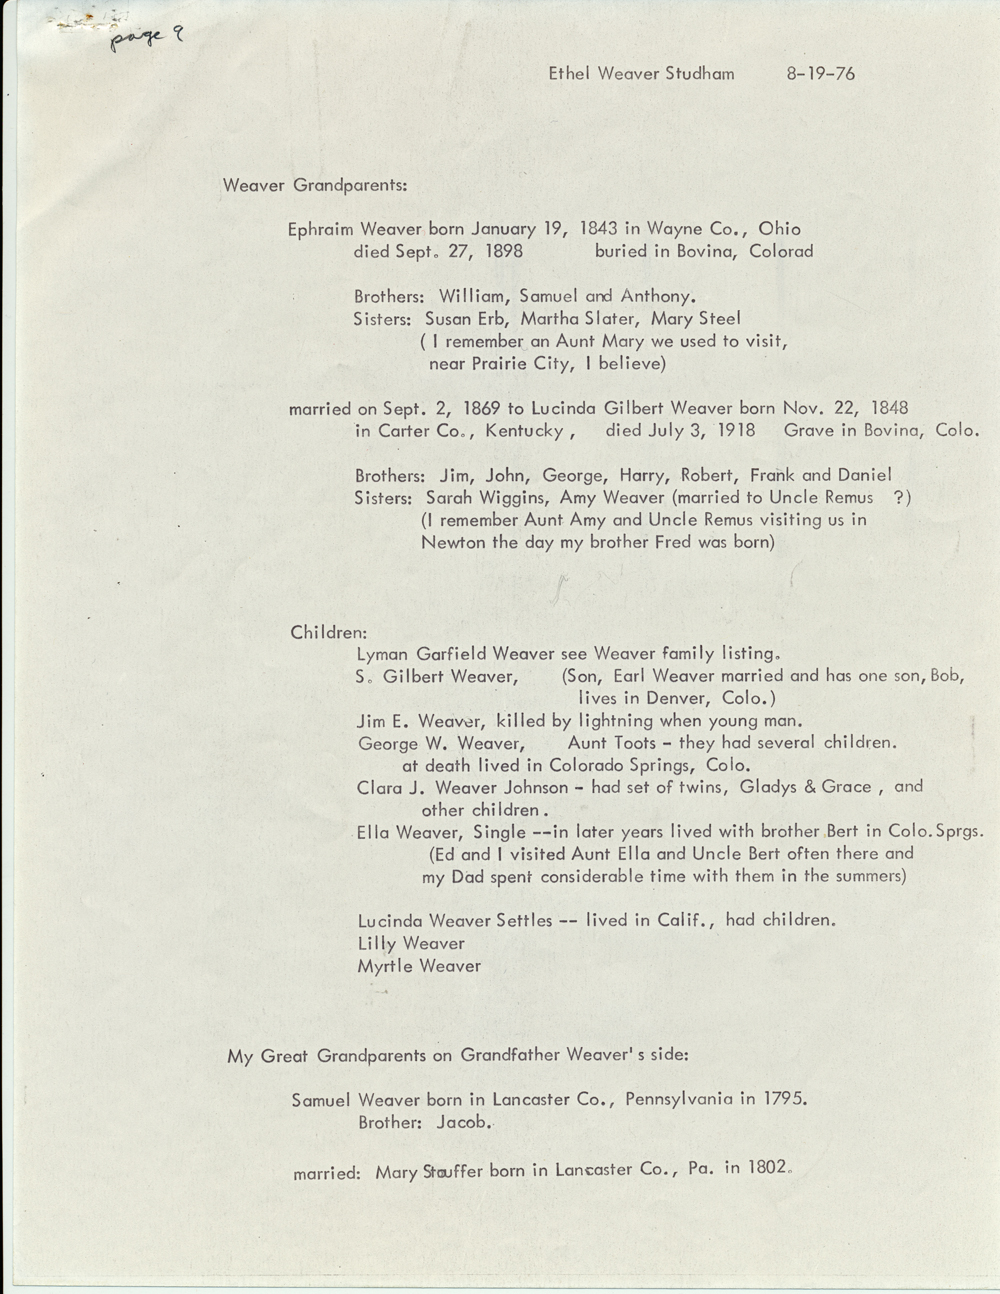 page 9
Ethel Weaver Studham 8-19-76
Weaver Grandparents:
Ephraim Weaver born January 19, 1843 in Wayne Co., Ohio
died Sept. 27, 1898 buried in Bovina, Colorad
Brothers: William, Samuel and Anthony.
Sisters: Susan Erb, Martha Slater, Mary Steel
( I remember an Aunt Mary we used to visit,
near Prairie City, I believe)
married on Sept. 2, 1869 to Lucinda Gilbert Weaver born Nov. 22, 1848
in Carter Co., Kentucky , died July 3, 1918 Grave in Bovina, Colo.
Brothers: Jim, John, George, Harry, Robert, Frank and Daniel
Sisters: Sarah Wiggins, Amy Weaver (married to Uncle Remus ?)
(I remember Aunt Amy and Uncle Remus visiting us in
Newton the day my brother Fred was born)
Children:
Lyman Garfield Weaver see Weaver family listing.
S. Gilbert Weaver, (Son, Earl Weaver married and has one son, Bob,
lives in Denver, Colo.)
Jim E. Weaver, killed by lightning when young man.
George W. Weaver, Aunt Toots - they had several children.
at death lived in Colorado Springs, Colo.
Clara J. Weaver Johnson - had set of twins, Gladys & Grace , and
other children .
Ella Weaver, Single --in later years lived with brother Bert in Colo. Sprgs.
(Ed and I visited Aunt Ella and Uncle Bert often there and
my Dad spent considerable time with them in the summers)
Lucinda Weaver Settles -- lived in Calif., had children.
Lilly Weaver
Myrtle Weaver
My Great Grandparents on Grandfather Weaver's side:
Samuel Weaver born in Lancaster Co., Pennsylvania in 1795.
Brother: Jacob.
married: Mary Stauffer born in Lancaster Co., Pa. in 1802.